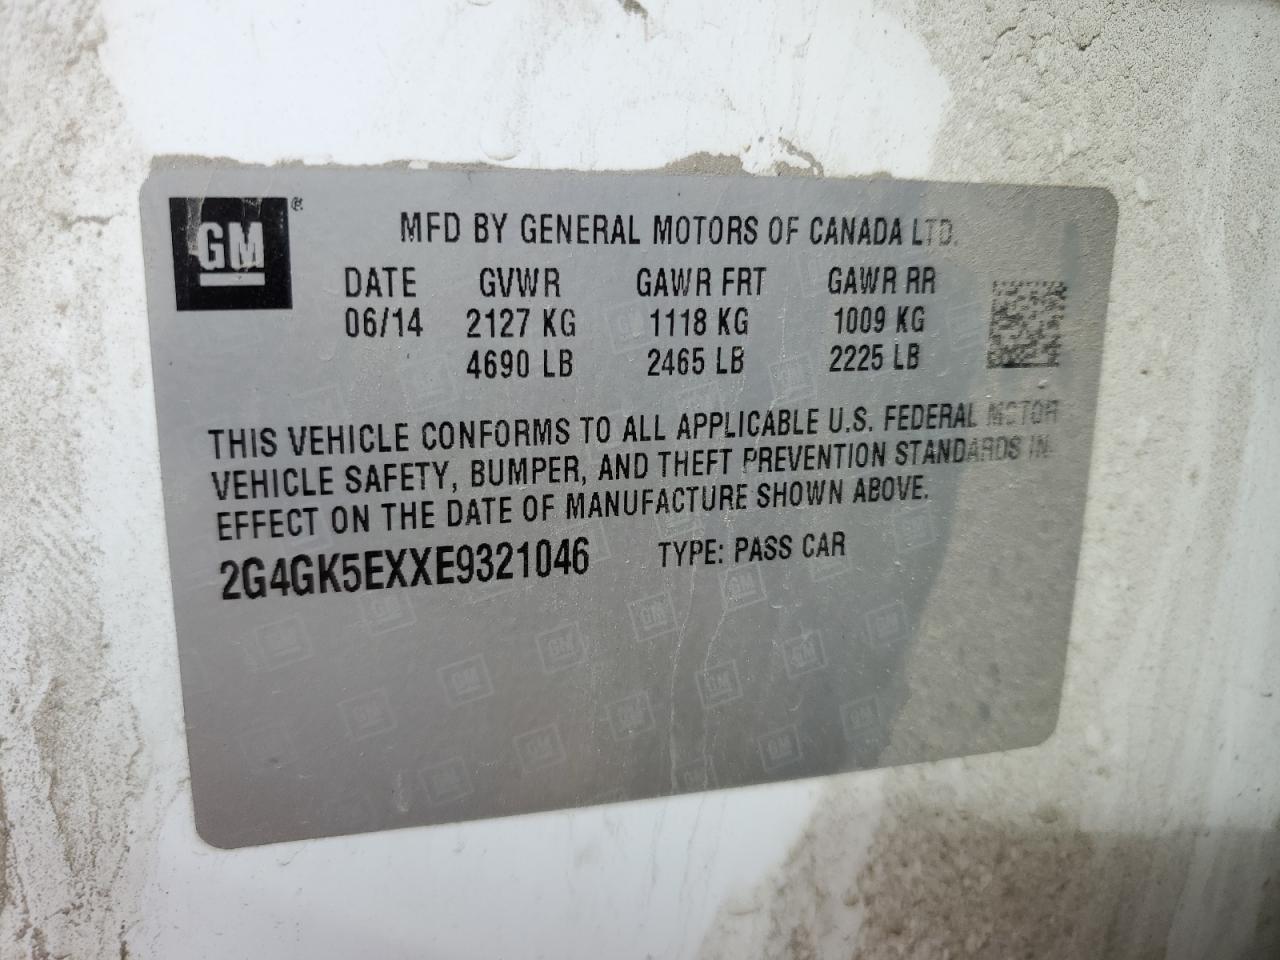 GM®
MFD BY GENERAL MOTORS OF CANADA LTD.
DATE GVWR GAWR FRT GAWR RR
06/14 2127 KG 1118 KG 1009 KG
4690 LB 2465 LB 2225 LB
THIS VEHICLE CONFORMS TO ALL APPLICABLE U.S. FEDERAL MOTOR
VEHICLE SAFETY, BUMPER, AND THEFT PREVENTION STANDARDS IN
EFFECT ON THE DATE OF MANUFACTURE SHOWN ABOVE.
2G4GK5EXXE9321046 TYPE: PASS CAR